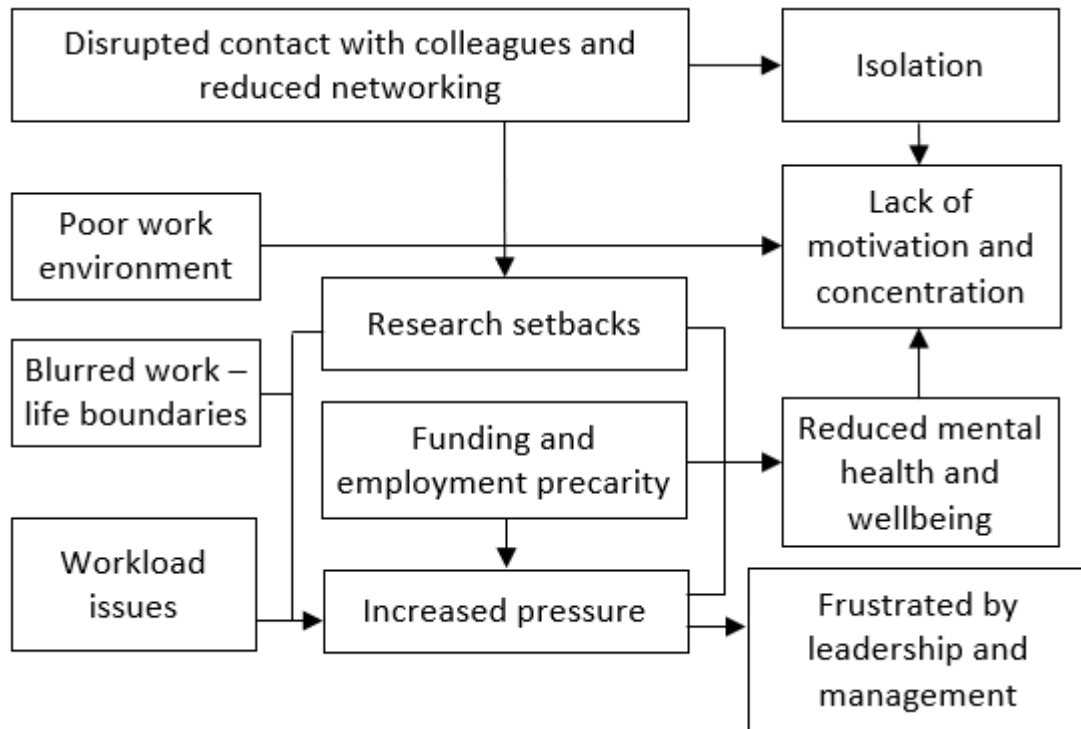 Disrupted contact with colleagues and
reduced networking
Isolation
Poor work
environment
Lack of
motivation and
concentration
Research setbacks
Blurred work –
life boundaries
Funding and
employment precarity
Reduced mental
health and
wellbeing
Workload
issues
Increased pressure
Frustrated by
leadership and
management